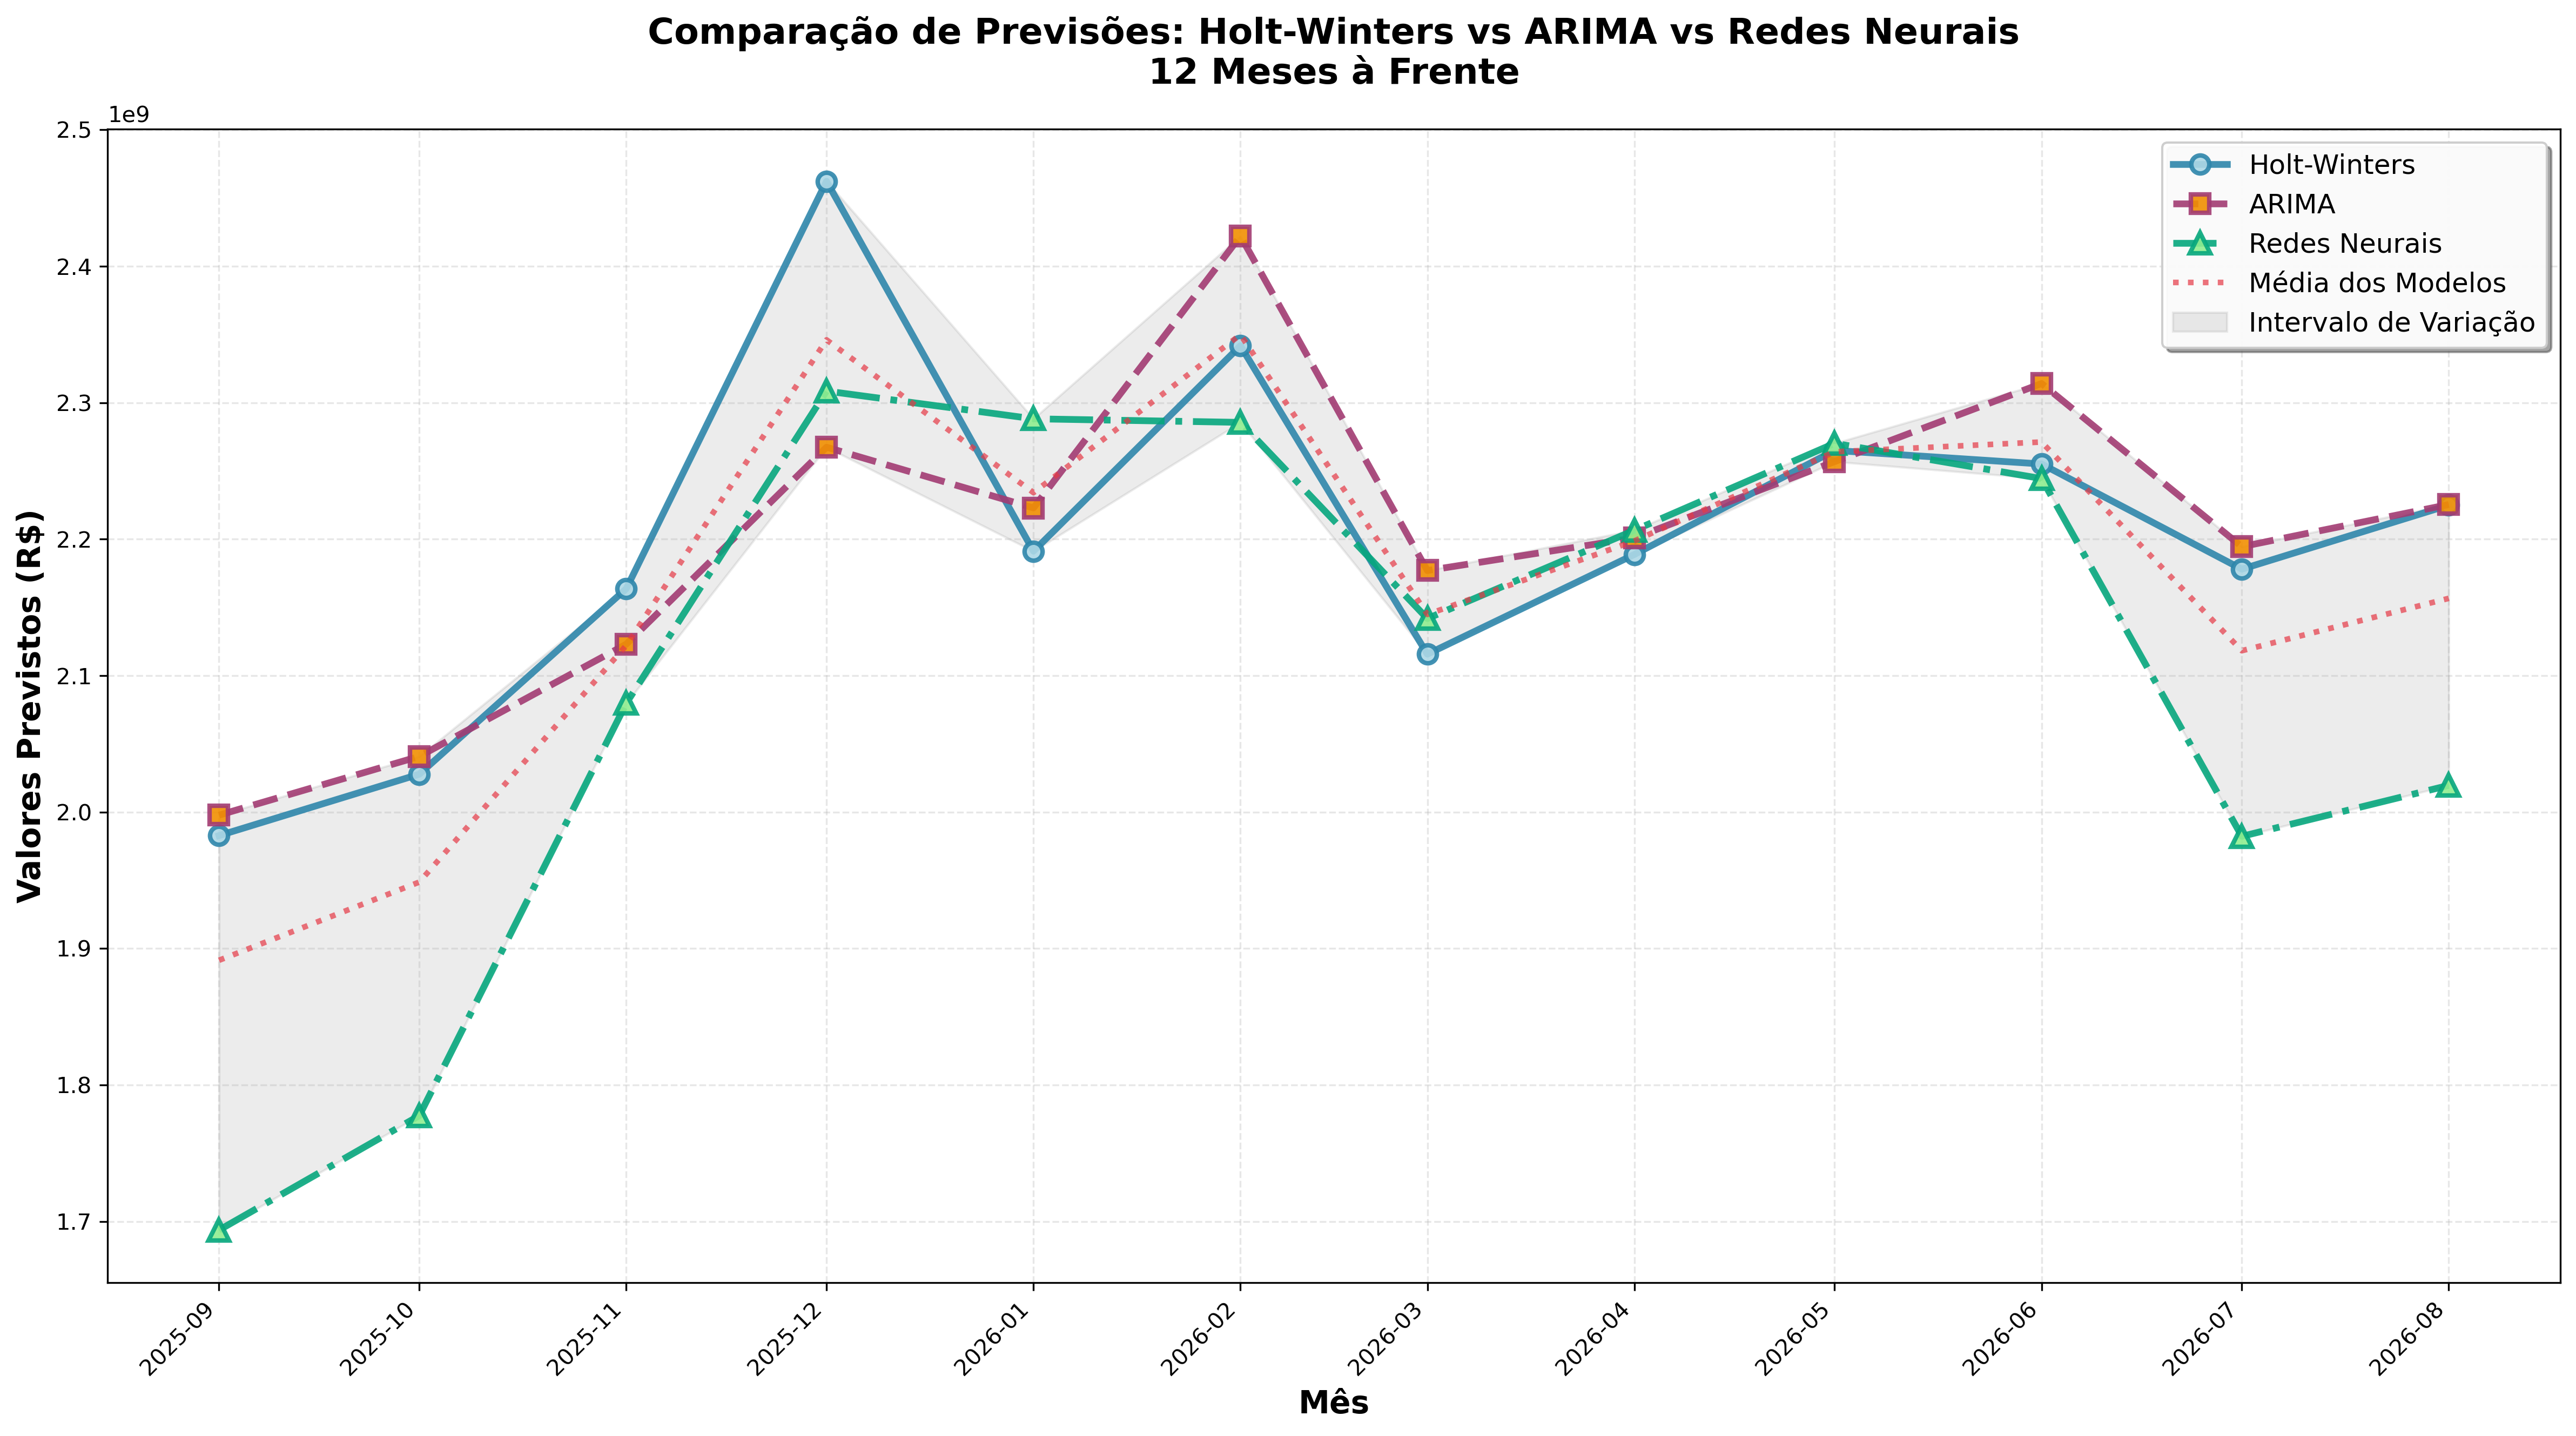 Comparação de Previsões: Holt-Winters vs ARIMA vs Redes Neurais
12 Meses à Frente
1e9
2.5
2.4
2.3
2.2
2.1
2.0
1.9
1.8
1.7
Valores Previstos (R$)
Holt-Winters
ARIMA
Redes Neurais
Média dos Modelos
Intervalo de Variação
2025-09
2025-10
2025-11
2025-12
2026-01
2026-02
2026-03
2026-04
2026-05
2026-06
2026-07
2026-08
Mês